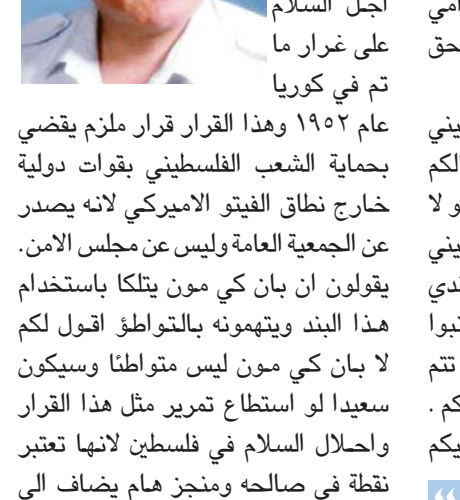 اجل السلام
على غرار ما
تم في كوريا
عام ١٩٥٢ وهذا القرار قرار ملزم يقضي
بحماية الشعب الفلسطيني بقوات دولية
خارج نطاق الفيتو الاميركي لانه يصدر
عن الجمعية العامة وليس عن مجلس الامن.
يقولون ان بان كي مون يتلكا باستخدام
هذا البند ويتهمونه بالتواطؤ اقول لكم
لا بان كي مون ليس متواطئا وسيكون
سعيدا لو استطاع تمرير مثل هذا القرار
واحلال السلام في فلسطين لانها تعتبر
نقطة في صالحه ومنجز هام يضاف الى